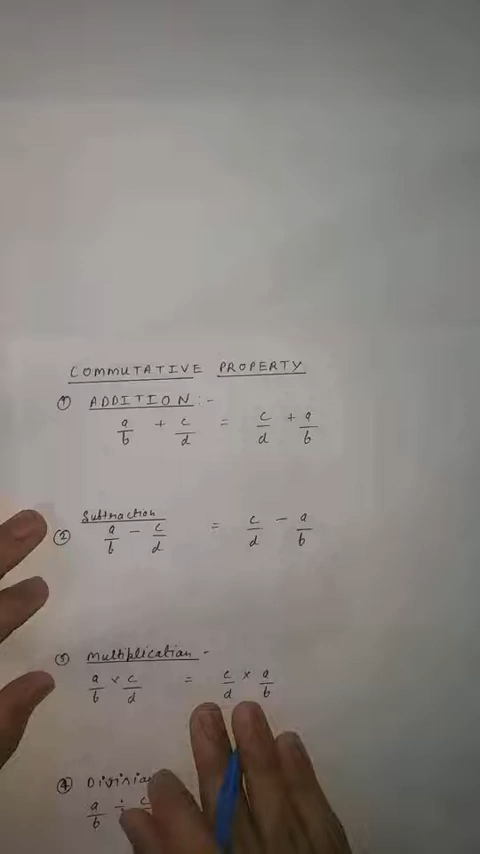 COMMUTATIVE PROPERTY
① ADDITION :-
a/b + c/d = c/d + a/b
Subtraction
② a/b - c/d = c/d - a/b
③ Multiplication -
a/b × c/d = c/d × a/b
④ Division
a/b ÷ c